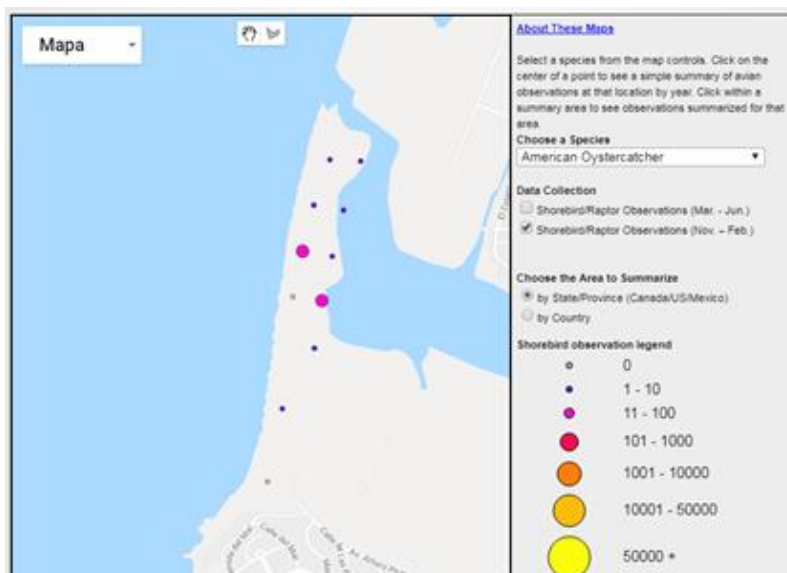 Mapa
About These Maps
Select a species from the map controls. Click on the
center of a point to see a simple summary of avian
observations at that location by year. Click within a
summary area to see observations summarized for that
area.
Choose a Species
American Oystercatcher
Data Collection
Shorebird/Raptor Observations (Mar. - Jun.)
Shorebird/Raptor Observations (Nov. – Feb.)
Choose the Area to Summarize
by State/Province (Canada/US/Mexico)
by Country
Shorebird observation legend
0
1 - 10
11 - 100
101 - 1000
1001 - 10000
10001 - 50000
50000 +
Calle del Mar